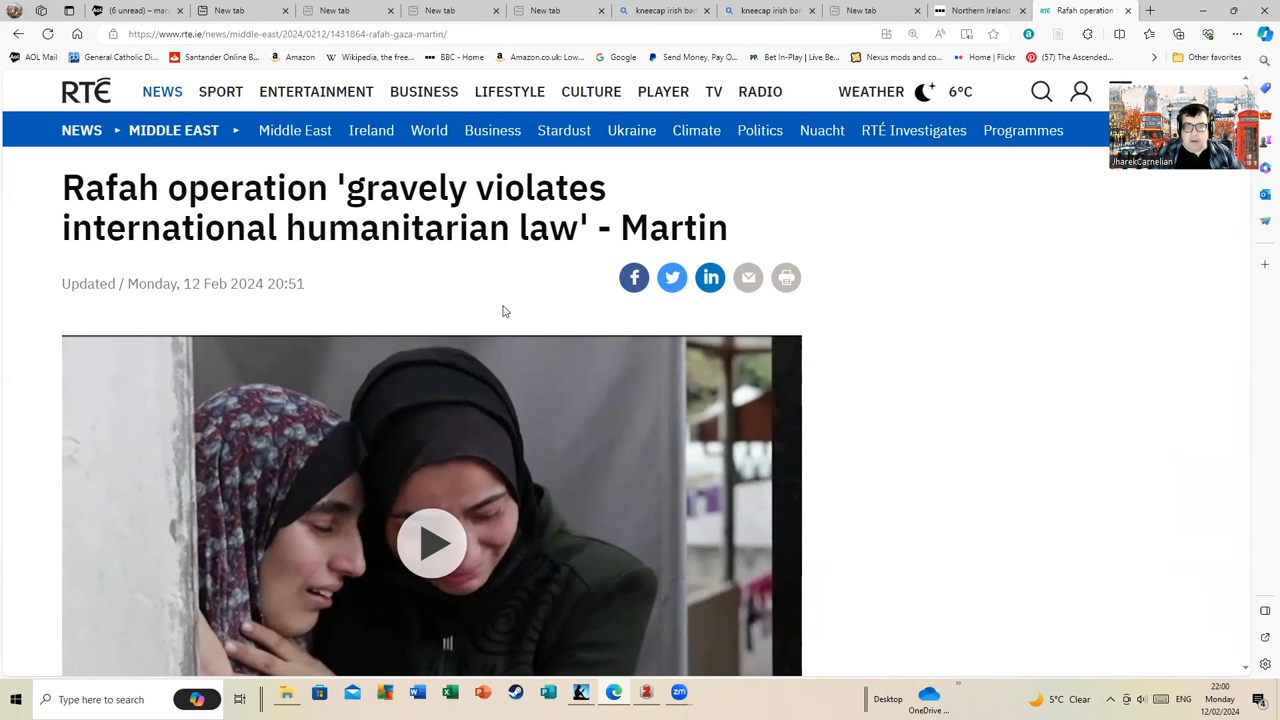 (6 unread) – mar
New tab
New tab
New tab
New tab
kneecap irish ban
kneecap irish ban
New tab
Northern Ireland
Rafah operation
https://www.rte.ie/news/middle-east/2024/0212/1431864-rafah-gaza-martin/
AOL Mail
General Catholic Di...
Santander Online B...
Amazon
Wikipedia, the free...
BBC - Home
Amazon.co.uk: Low...
Google
Send Money, Pay O...
Bet In-Play | Live Be...
Nexus mods and co...
Home | Flickr
(57) The Ascended...
Other favorites
RTÉ
NEWS
SPORT
ENTERTAINMENT
BUSINESS
LIFESTYLE
CULTURE
PLAYER
TV
RADIO
WEATHER
6°C
NEWS
MIDDLE EAST
Middle East
Ireland
World
Business
Stardust
Ukraine
Climate
Politics
Nuacht
RTÉ Investigates
Programmes
JharekCarnelian
Rafah operation 'gravely violates
international humanitarian law' - Martin
Updated / Monday, 12 Feb 2024 20:51
Type here to search
Desktop
OneDrive ...
5°C Clear
ENG
22:00
Monday
12/02/2024